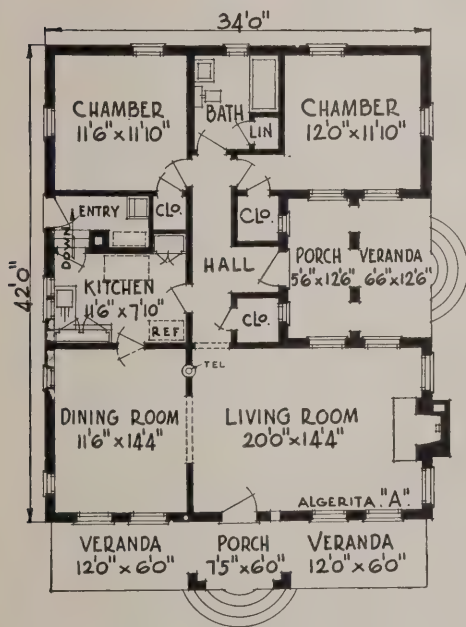 34'0"
CHAMBER
11'6" x 11'10"
BATH
LIN
CHAMBER
12'0" x 11'10"
ENTRY
CLO.
CLO.
DOWN
42'0"
KITCHEN
11'6" x 7'10"
REF
HALL
PORCH
5'6" x 12'6"
VERANDA
6'6" x 12'6"
CLO.
TEL
DINING ROOM
11'6" x 14'4"
LIVING ROOM
20'0" x 14'4"
ALGERITA. "A".
VERANDA
12'0" x 6'0"
PORCH
7'5" x 6'0"
VERANDA
12'0" x 6'0"